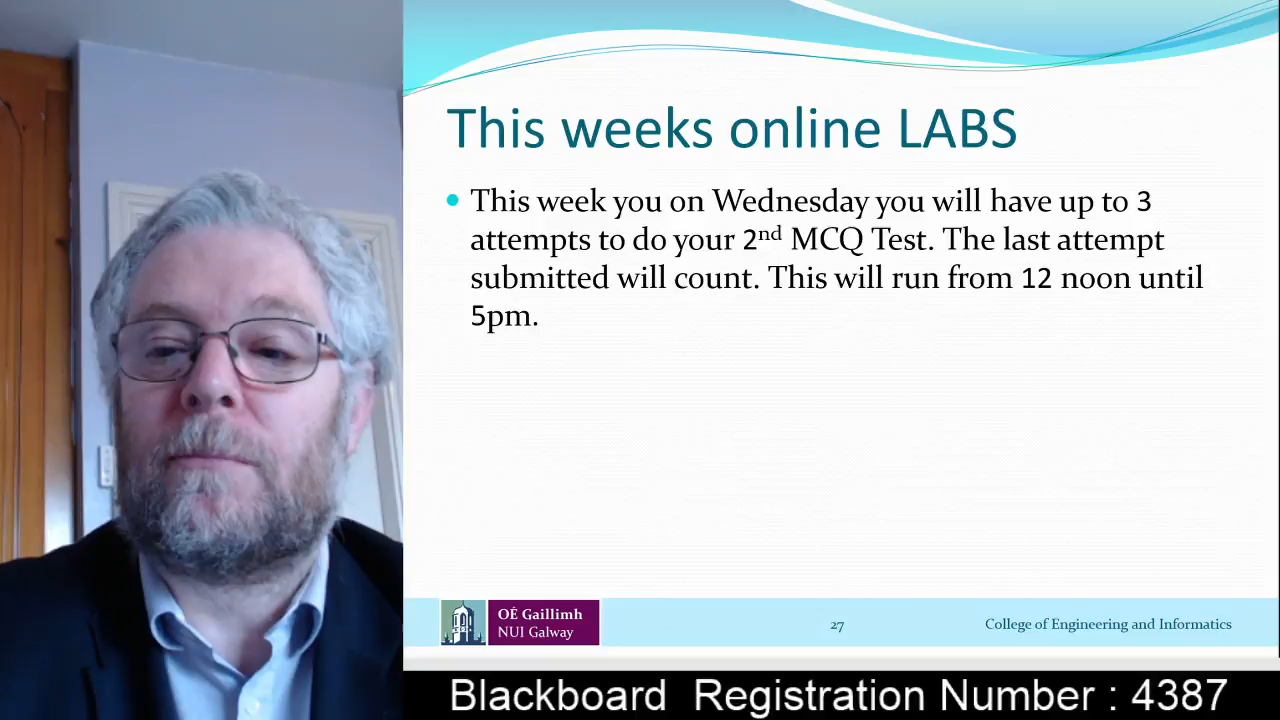 This weeks online LABS
• This week you on Wednesday you will have up to 3
attempts to do your 2nd MCQ Test. The last attempt
submitted will count. This will run from 12 noon until
5pm.
OÉ Gaillimh
NUI Galway
27
College of Engineering and Informatics
Blackboard Registration Number : 4387